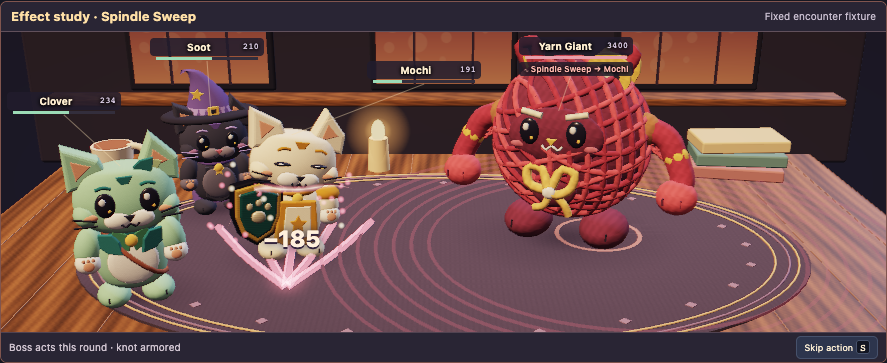 Effect study · Spindle Sweep
Fixed encounter fixture
Soot 210
Yarn Giant 3400
Spindle Sweep → Mochi
Mochi 191
Clover 234
–185
Boss acts this round · knot armored
Skip action S